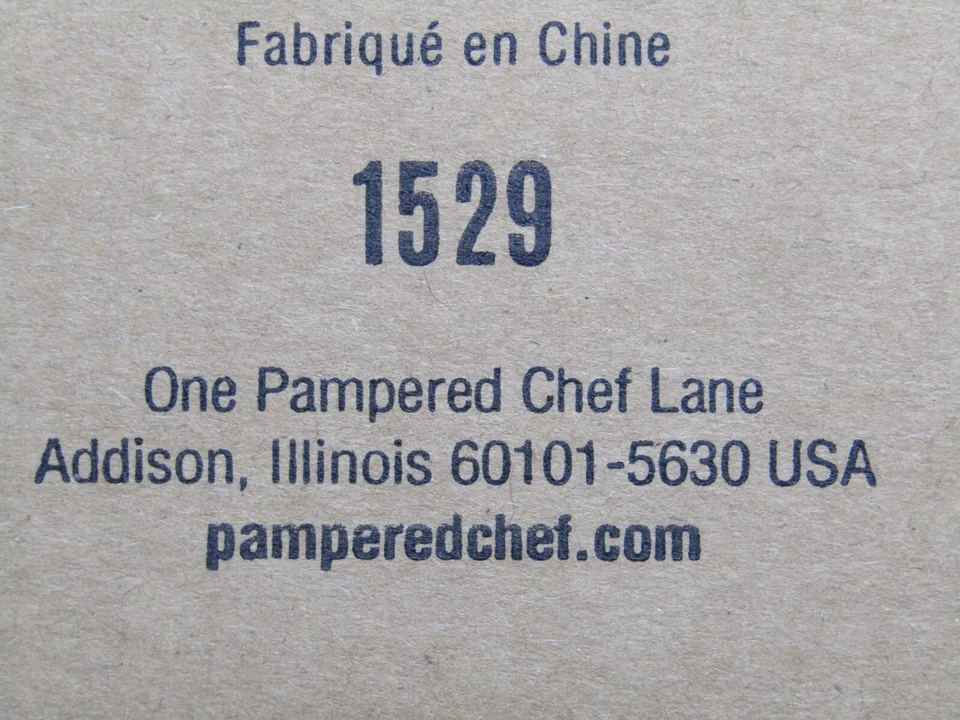 Fabriqué en Chine
1529
One Pampered Chef Lane
Addison, Illinois 60101-5630 USA
pamperedchef.com